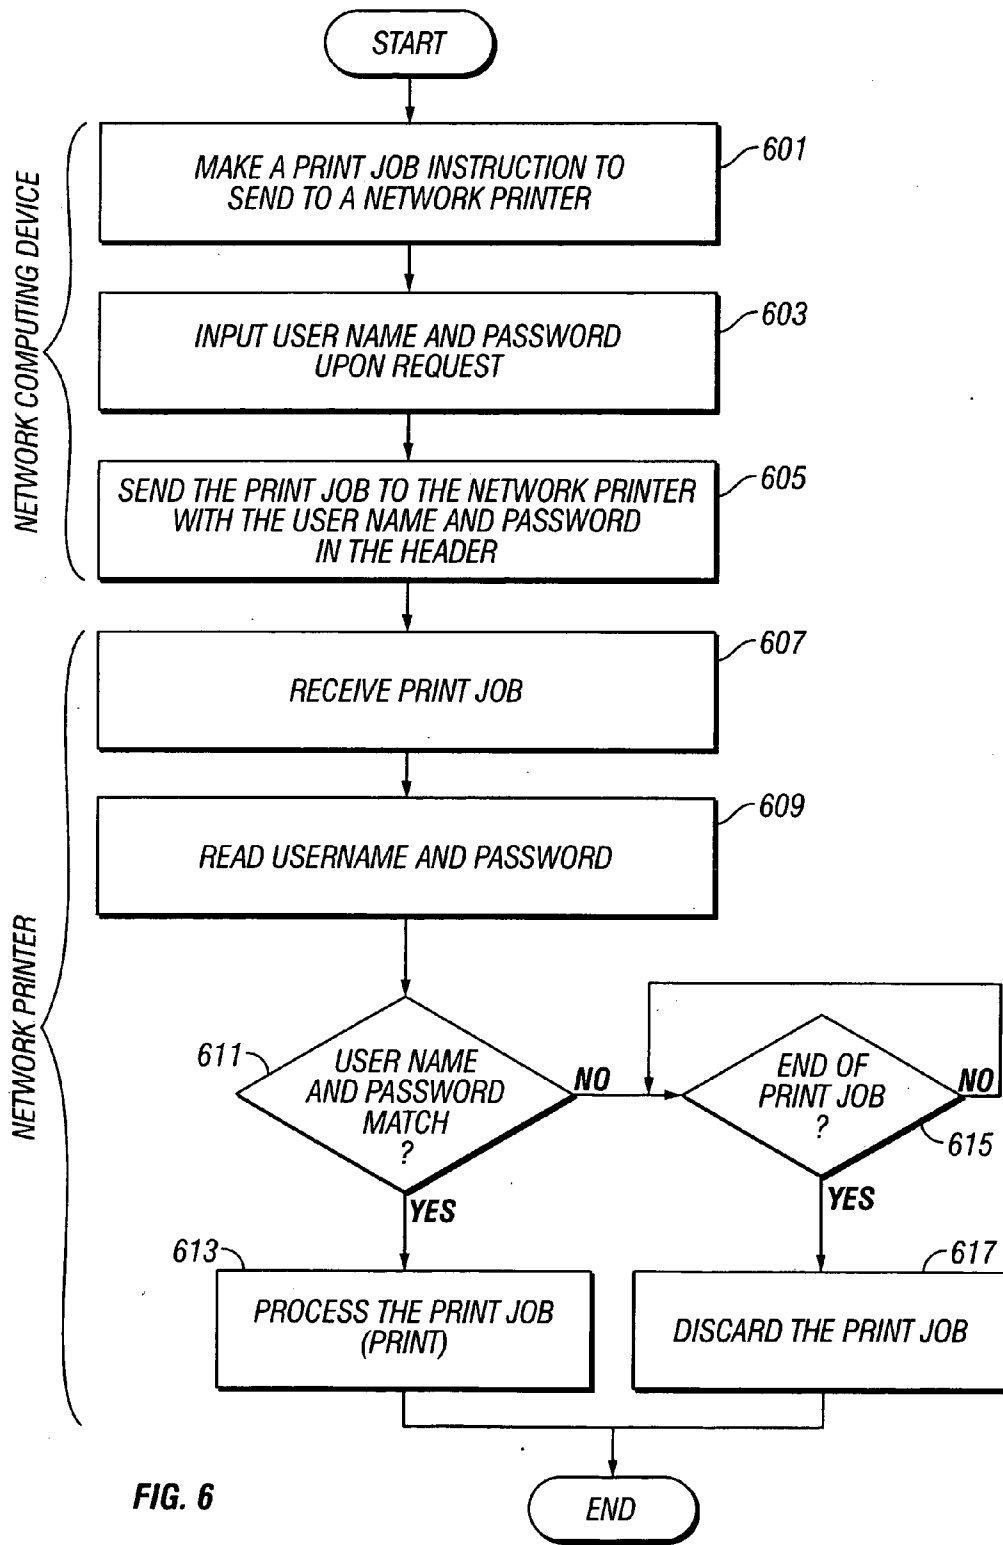 START
MAKE A PRINT JOB INSTRUCTION TO
SEND TO A NETWORK PRINTER
601
INPUT USER NAME AND PASSWORD
UPON REQUEST
603
SEND THE PRINT JOB TO THE NETWORK PRINTER
WITH THE USER NAME AND PASSWORD
IN THE HEADER
605
NETWORK COMPUTING DEVICE
RECEIVE PRINT JOB
607
READ USERNAME AND PASSWORD
609
NETWORK PRINTER
611
USER NAME
AND PASSWORD
MATCH
?
NO
YES
END OF
PRINT JOB
?
NO
615
YES
613
PROCESS THE PRINT JOB
(PRINT)
617
DISCARD THE PRINT JOB
END
FIG. 6